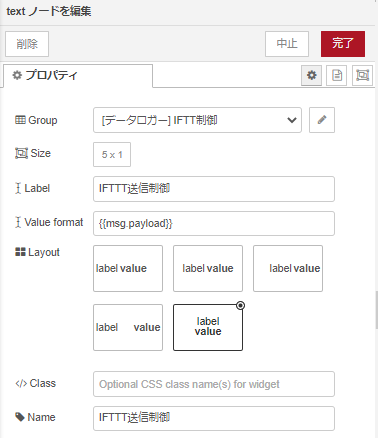 text ノードを編集
削除
中止
完了
プロパティ
Group
[データロガー] IFTT制御
Size
5 x 1
Label
IFTTT送信制御
Value format
{{msg.payload}}
Layout
label value
label value
label value
label value
label
value
Class
Optional CSS class name(s) for widget
Name
IFTTT送信制御